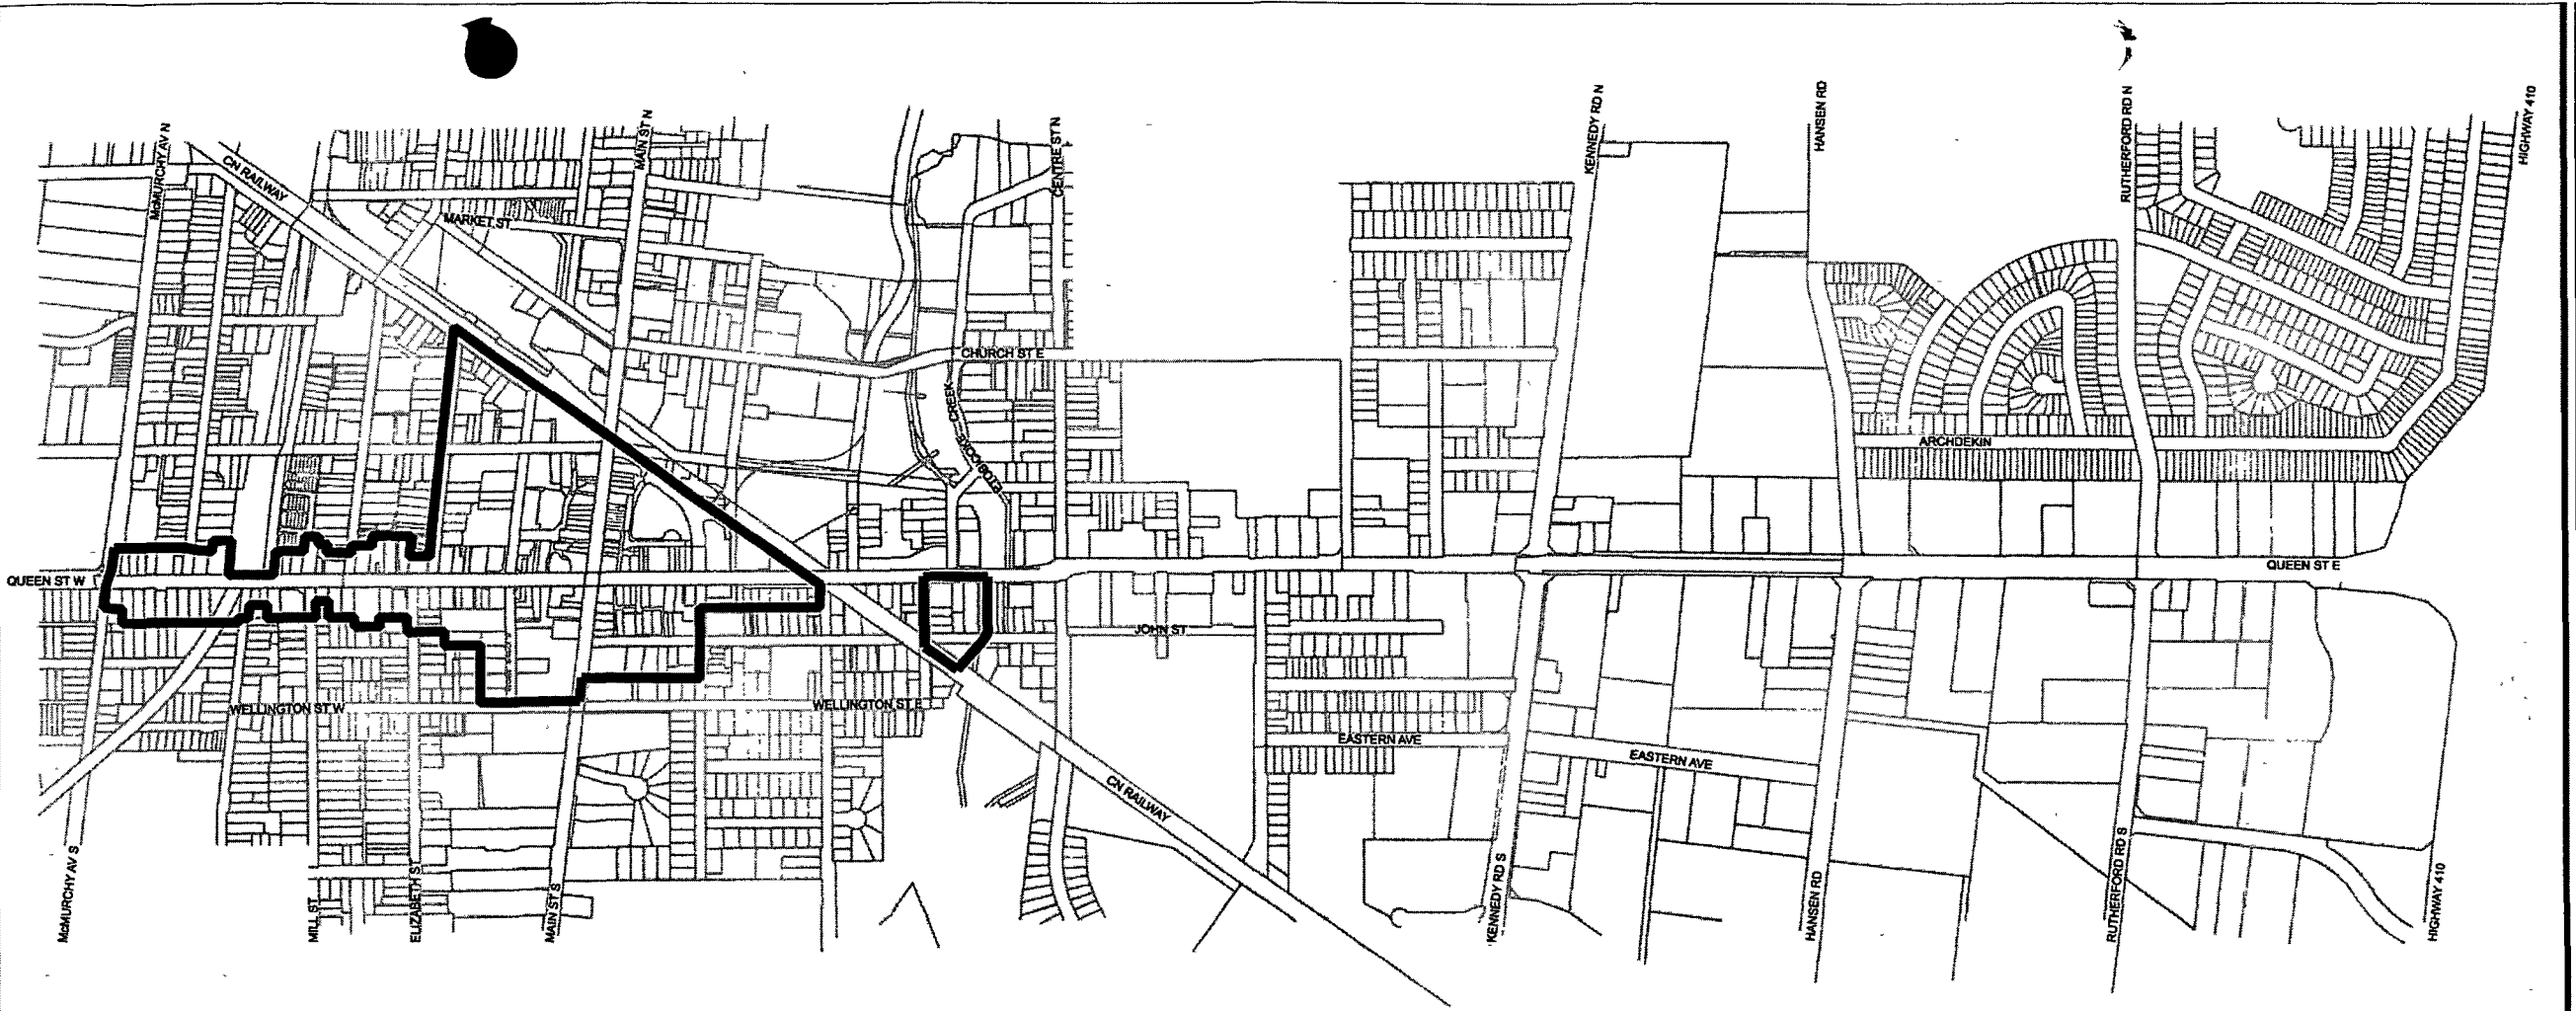 McMURCHY AV N
CN RAILWAY
MARKET ST
MAIN ST N
CENTRE ST N
KENNEDY RD N
HANSEN RD
RUTHERFORD RD N
HIGHWAY 410
CHURCH ST E
ETOBICOKE CREEK
ARCHDEKIN
QUEEN ST W
QUEEN ST E
JOHN ST
WELLINGTON ST W
WELLINGTON ST E
EASTERN AVE
EASTERN AVE
CN RAILWAY
McMURCHY AV S
MILL ST
ELIZABETH ST
MAIN ST S
KENNEDY RD S
HANSEN RD
RUTHERFORD RD S
HIGHWAY 410